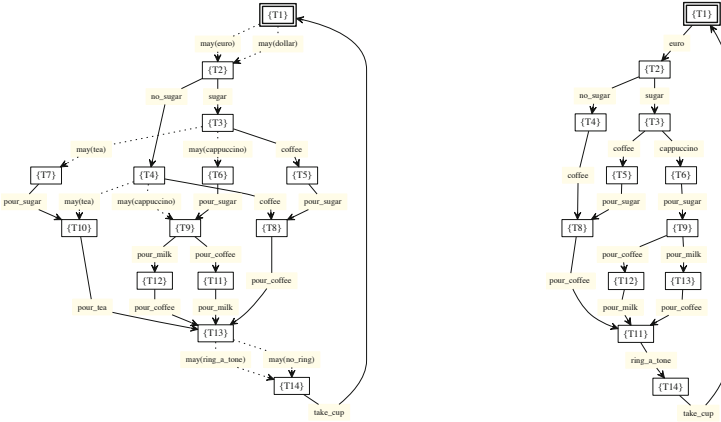 {T1}
may(euro)
may(dollar)
{T2}
no_sugar
sugar
{T3}
may(tea)
may(cappuccino)
coffee
{T7}
{T4}
{T6}
{T5}
pour_sugar
may(tea)
may(cappuccino)
pour_sugar
coffee
pour_sugar
{T10}
{T9}
{T8}
pour_milk
pour_coffee
{T12}
{T11}
pour_coffee
pour_tea
pour_coffee
pour_milk
{T13}
may(ring_a_tone)
may(no_ring)
{T14}
take_cup
{T1}
euro
{T2}
no_sugar
sugar
{T4}
{T3}
coffee
cappuccino
coffee
{T5}
{T6}
pour_sugar
pour_sugar
{T8}
{T9}
pour_coffee
pour_milk
pour_coffee
{T12}
{T13}
pour_milk
pour_coffee
{T11}
ring_a_tone
{T14}
take_cup